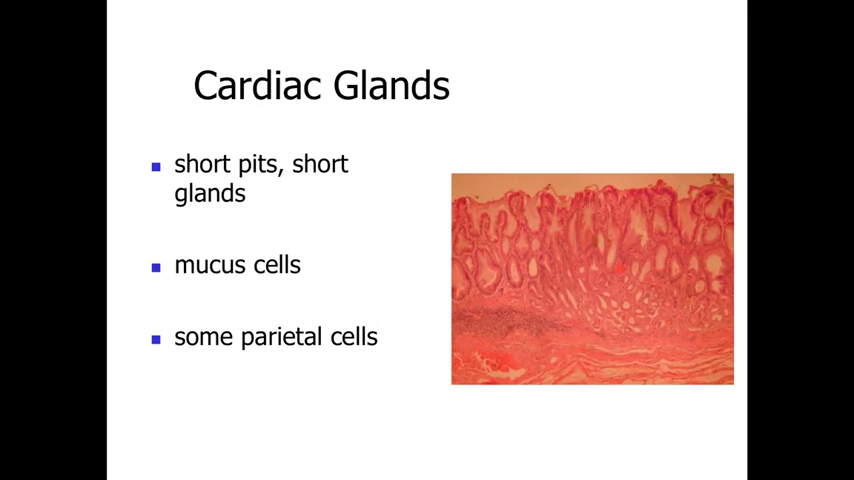 Cardiac Glands
short pits, short
glands
mucus cells
some parietal cells